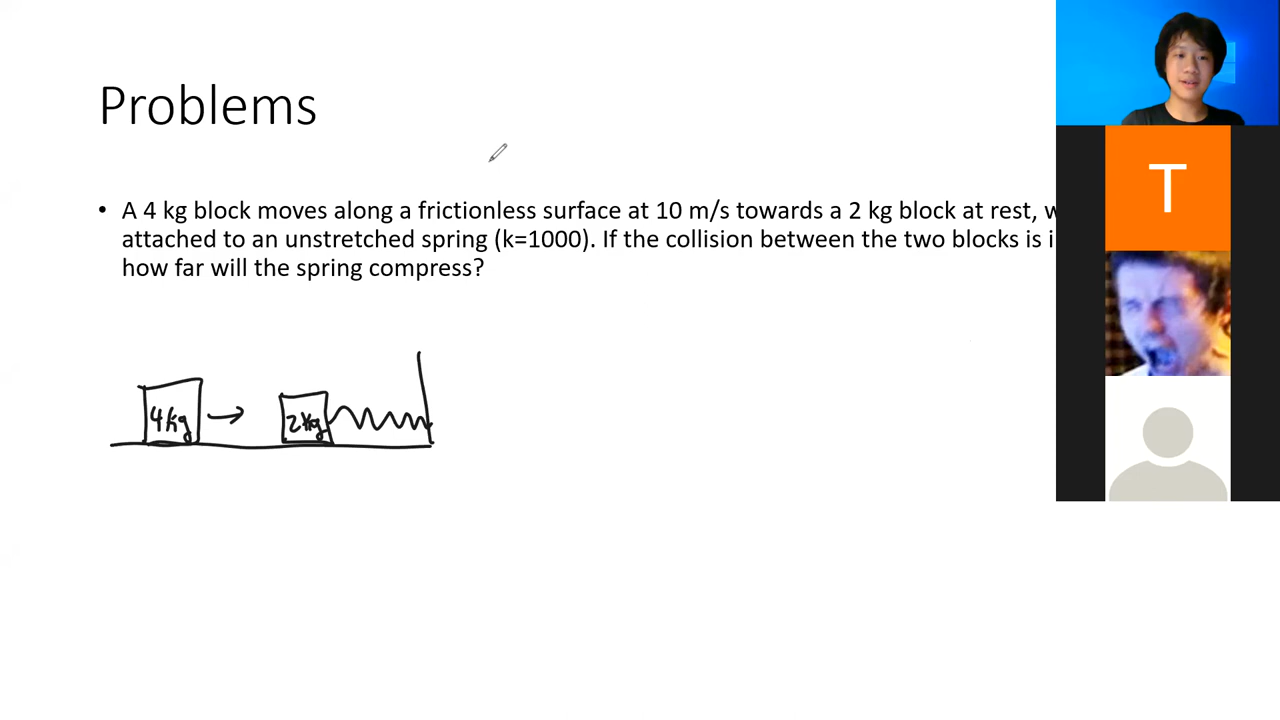 Problems
• A 4 kg block moves along a frictionless surface at 10 m/s towards a 2 kg block at rest,
attached to an unstretched spring (k=1000). If the collision between the two blocks is
how far will the spring compress?
4kg
2kg
T